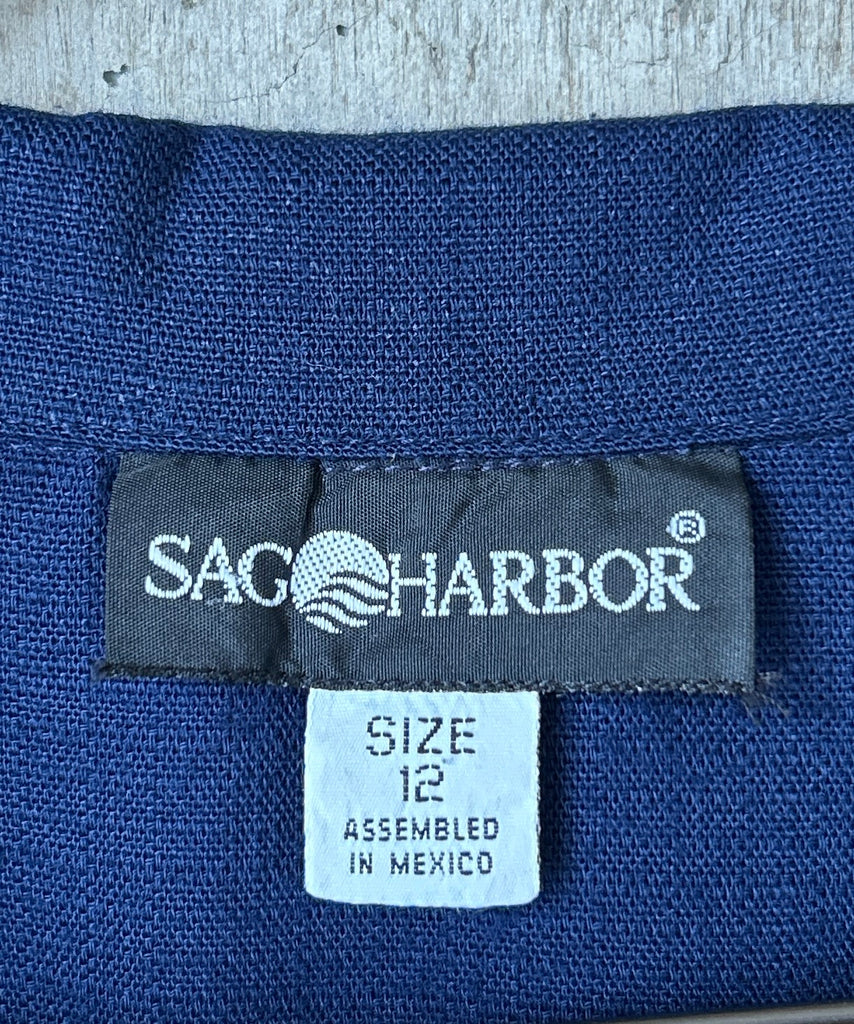 SAG HARBOR®
SIZE
12
ASSEMBLED
IN MEXICO